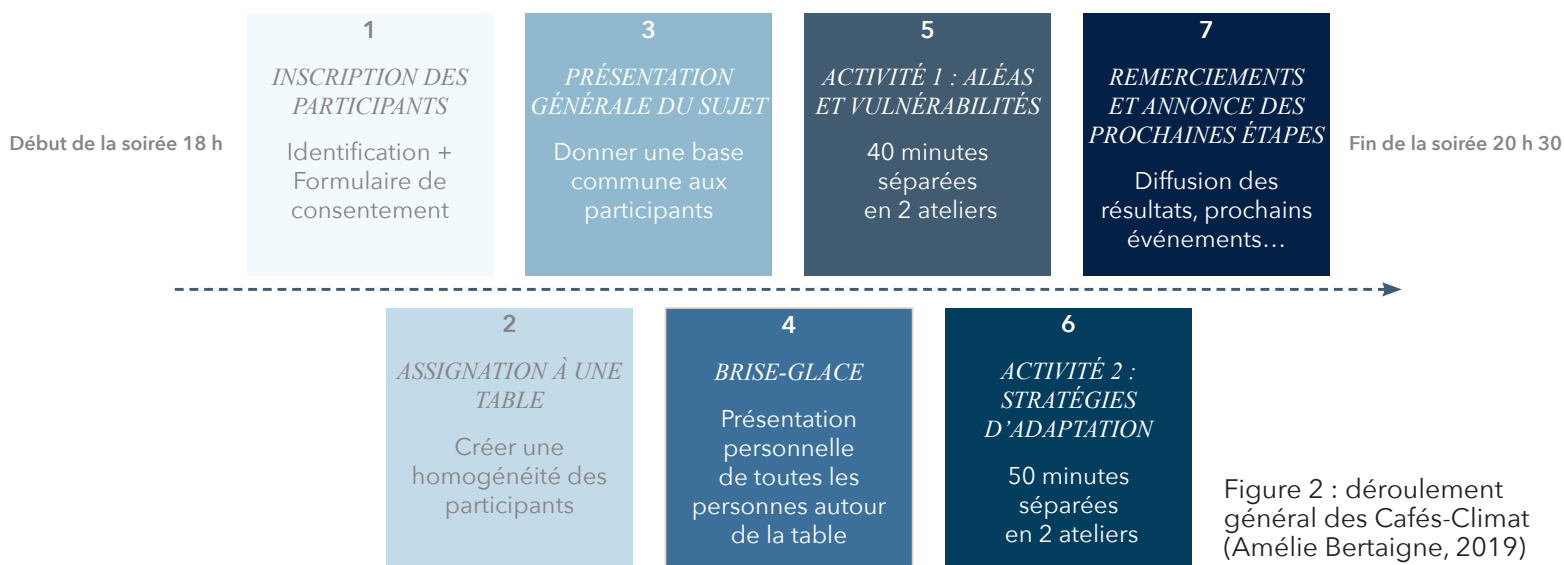 Début de la soirée 18 h
1
INSCRIPTION DES
PARTICIPANTS
Identification +
Formulaire de
consentement
2
ASSIGNATION À UNE
TABLE
Créer une
homogénéité des
participants
3
PRÉSENTATION
GÉNÉRALE DU SUJET
Donner une base
commune aux
participants
4
BRISE-GLACE
Présentation
personnelle
de toutes les
personnes autour
de la table
5
ACTIVITÉ 1 : ALÉAS
ET VULNÉRABILITÉS
40 minutes
séparées
en 2 ateliers
6
ACTIVITÉ 2 :
STRATÉGIES
D’ADAPTATION
50 minutes
séparées
en 2 ateliers
7
REMERCIEMENTS
ET ANNONCE DES
PROCHAINES ÉTAPES
Diffusion des
résultats, prochains
événements…
Fin de la soirée 20 h 30
Figure 2 : déroulement
général des Cafés-Climat
(Amélie Bertaigne, 2019)